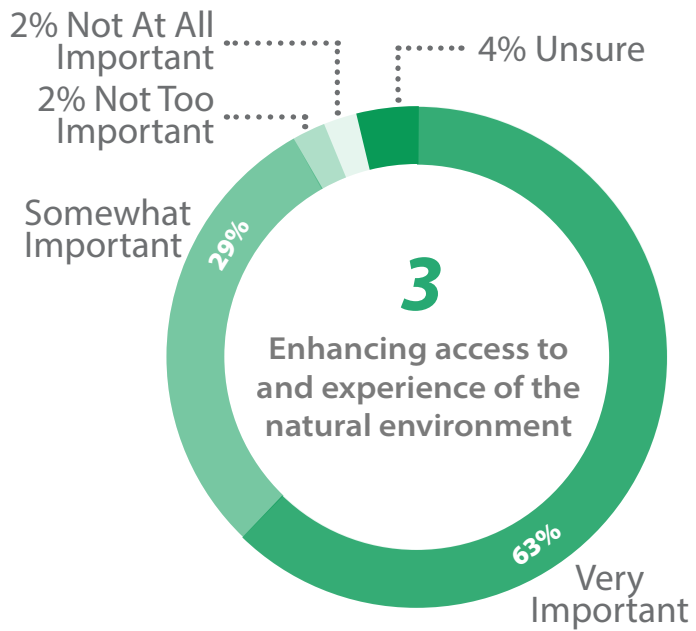 2% Not At All
Important
4% Unsure
2% Not Too
Important
Somewhat
Important
29%
3
Enhancing access to
and experience of the
natural environment
63%
Very
Important